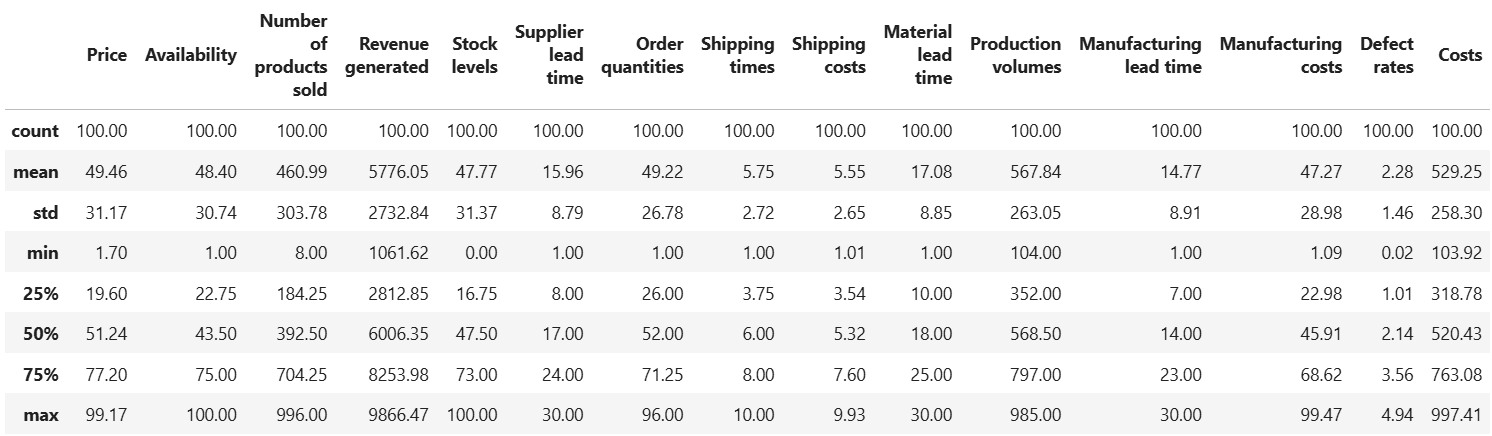 Price Availability Number of products sold Revenue generated Stock levels Supplier lead time Order quantities Shipping times Shipping costs Material lead time Production volumes Manufacturing lead time Manufacturing costs Defect rates Costs
count 100.00 100.00 100.00 100.00 100.00 100.00 100.00 100.00 100.00 100.00 100.00 100.00 100.00 100.00 100.00
mean 49.46 48.40 460.99 5776.05 47.77 15.96 49.22 5.75 5.55 17.08 567.84 14.77 47.27 2.28 529.25
std 31.17 30.74 303.78 2732.84 31.37 8.79 26.78 2.72 2.65 8.85 263.05 8.91 28.98 1.46 258.30
min 1.70 1.00 8.00 1061.62 0.00 1.00 1.00 1.00 1.01 1.00 104.00 1.00 1.09 0.02 103.92
25% 19.60 22.75 184.25 2812.85 16.75 8.00 26.00 3.75 3.54 10.00 352.00 7.00 22.98 1.01 318.78
50% 51.24 43.50 392.50 6006.35 47.50 17.00 52.00 6.00 5.32 18.00 568.50 14.00 45.91 2.14 520.43
75% 77.20 75.00 704.25 8253.98 73.00 24.00 71.25 8.00 7.60 25.00 797.00 23.00 68.62 3.56 763.08
max 99.17 100.00 996.00 9866.47 100.00 30.00 96.00 10.00 9.93 30.00 985.00 30.00 99.47 4.94 997.41